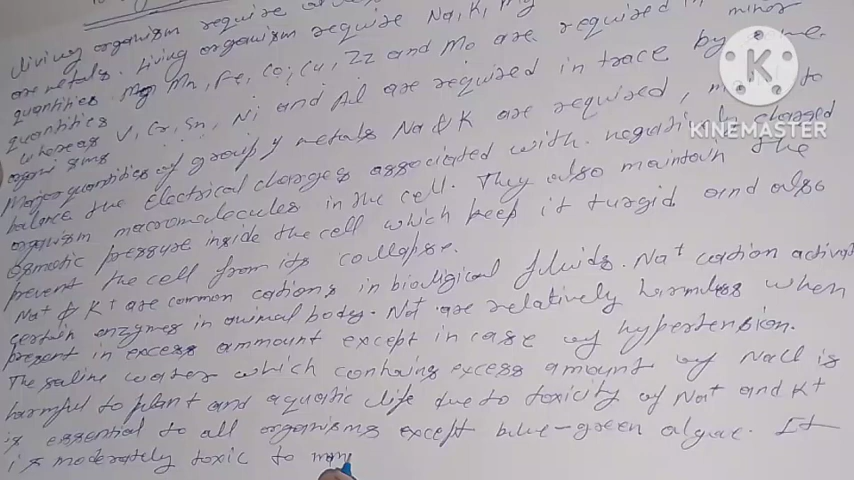 living organism require
are metals. Living organism require Na, K, Mg
quantities Mn, Fe, Co, Cu, Zz and Mo are required in minor
quantities
whereas V, Cr, Sn, Ni and Al are required in trace by
ogani sms
Major quantities of group y metals Na & K are required,
balance the Electrical charges associated with negatively charged
organism macromolecules in the cell. They also maintain the
Osmotic pressure inside the cell which keep it turgid and also
prevent the cell from its collapse.
Na+ & K+ are common cations in biological fluids. Na+ cation activat
certain enzymes in animal body. Na+ are relatively harmless when
present in excess ammount except in case of hypertension.
The saline water which contains excess amount of NaCl is
harmful to plant and aquatic life due to toxicity of Na+ and K+
is essential to all organisms except blue-green algae. It
is moderately toxic to
K
KINEMASTER